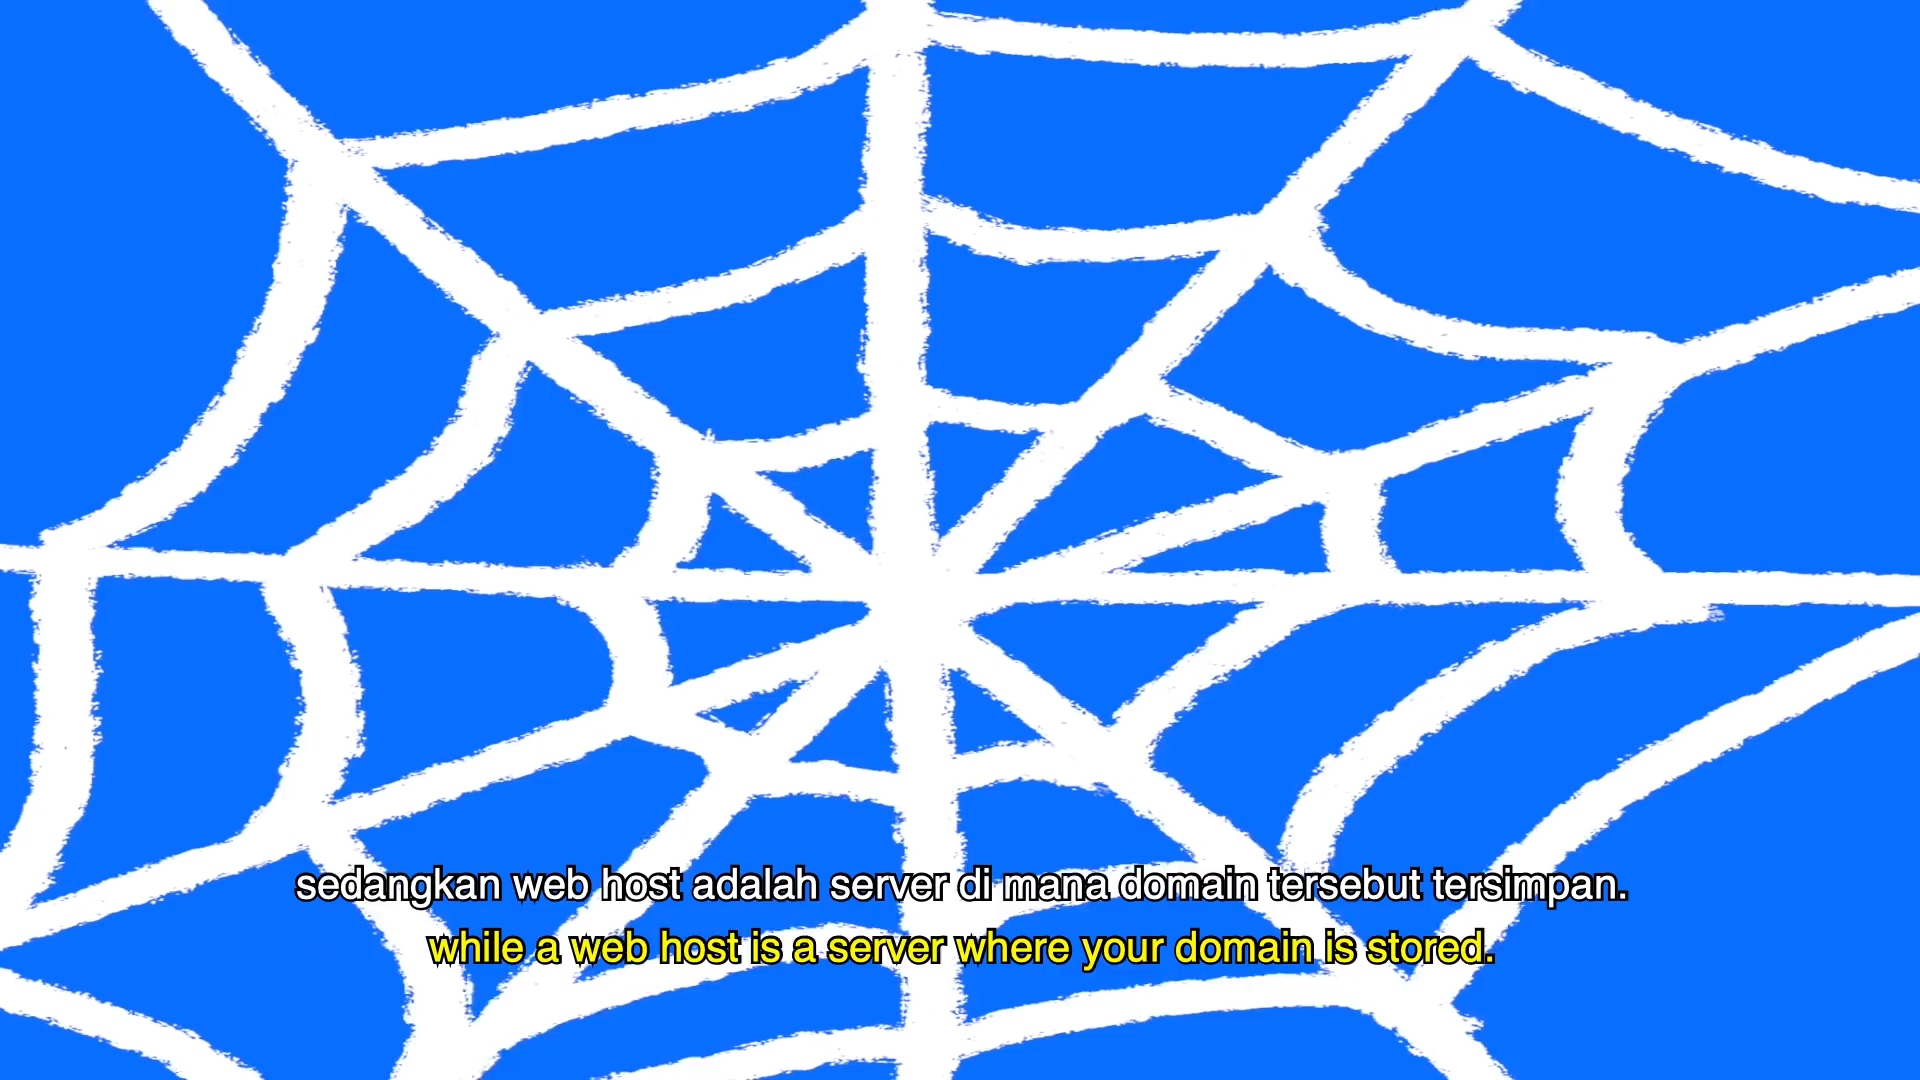 sedangkan web host adalah server di mana domain tersebut tersimpan.
while a web host is a server where your domain is stored.